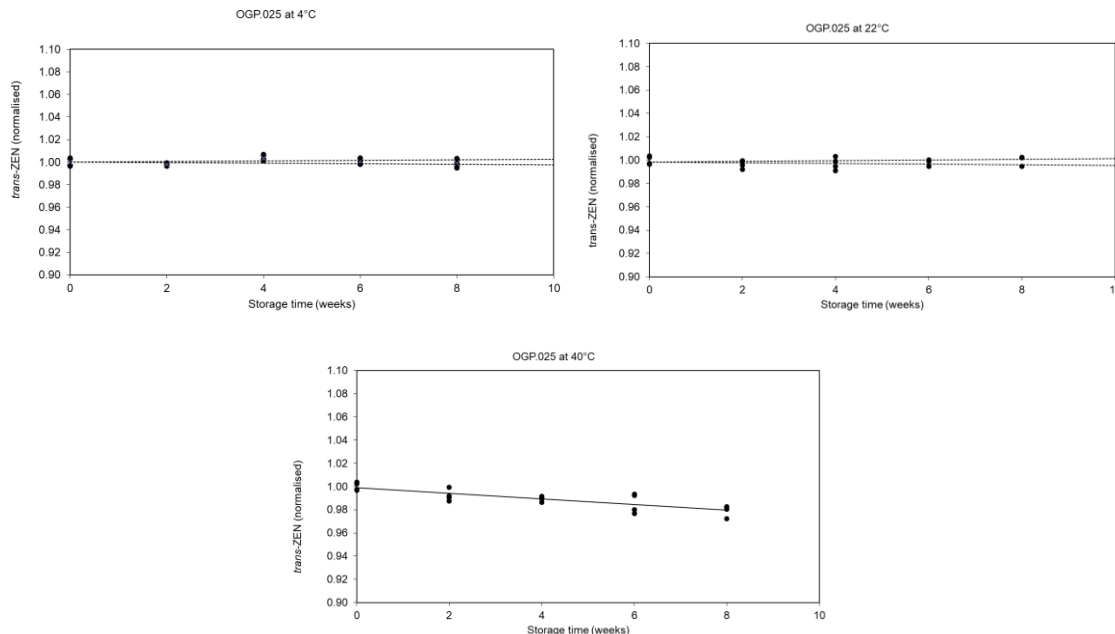 OGP.025 at 4°C
1.10
1.08
1.06
1.04
1.02
1.00
0.98
0.96
0.94
0.92
0.90
trans-ZEN (normalised)
0 2 4 6 8 10
Storage time (weeks)
OGP.025 at 22°C
1.10
1.08
1.06
1.04
1.02
1.00
0.98
0.96
0.94
0.92
0.90
trans-ZEN (normalised)
0 2 4 6 8 10
Storage time (weeks)
OGP.025 at 40°C
1.10
1.08
1.06
1.04
1.02
1.00
0.98
0.96
0.94
0.92
0.90
trans-ZEN (normalised)
0 2 4 6 8 10
Storage time (weeks)